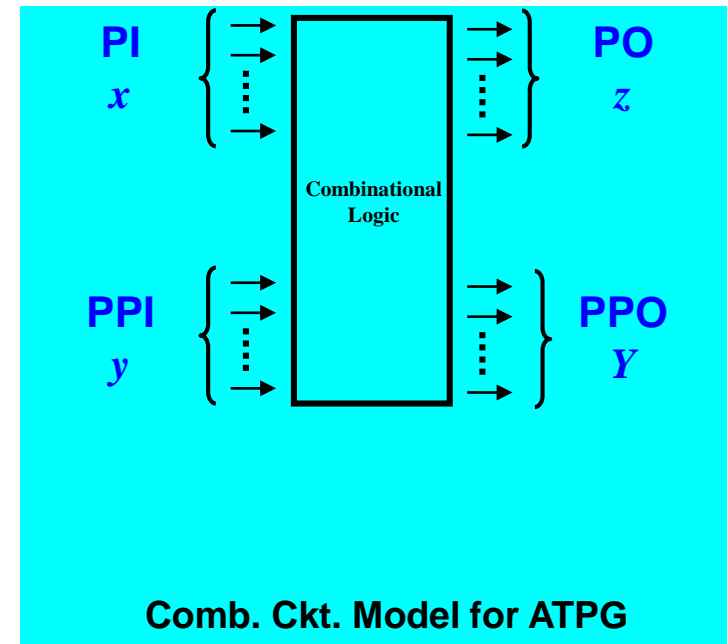 PI
x
PO
z
Combinational
Logic
PPI
y
PPO
Y
Comb. Ckt. Model for ATPG